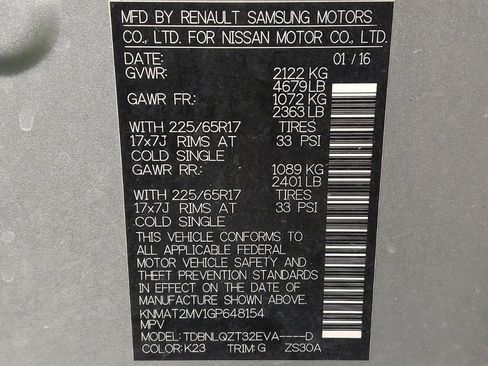 MFD BY RENAULT SAMSUNG MOTORS
CO., LTD. FOR NISSAN MOTOR CO., LTD.
DATE: 01/16
GVWR: 2122 KG
4679 LB
GAWR FR: 1072 KG
2363 LB
WITH 225/65R17 TIRES
17x7J RIMS AT 33 PSI
COLD SINGLE
GAWR RR: 1089 KG
2401 LB
WITH 225/65R17 TIRES
17x7J RIMS AT 33 PSI
COLD SINGLE
THIS VEHICLE CONFORMS TO
ALL APPLICABLE FEDERAL
MOTOR VEHICLE SAFETY AND
THEFT PREVENTION STANDARDS
IN EFFECT ON THE DATE OF
MANUFACTURE SHOWN ABOVE
KNMAT2MV1GP648154
MPV
MODEL: TDBNLQZT32EVA----D
COLOR: K23 TRIM: G ZS30A